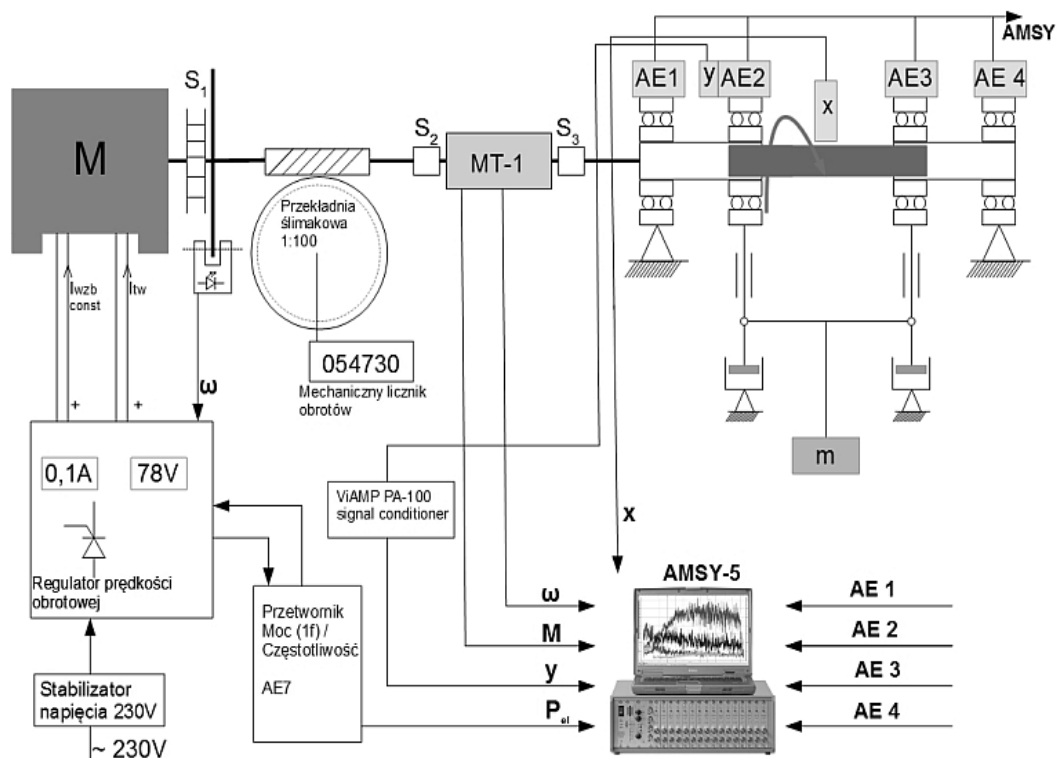 AMSY
S1
AE1
y
AE2
AE3
AE 4
x
M
S2
MT-1
S3
Przekładnia
ślimakowa
1:100
Iwzb
const
Itw
ω
054730
Mechaniczny licznik
obrotów
+
+
0,1A
78V
m
ViAMP PA-100
signal conditioner
x
Regulator prędkości
obrotowej
AMSY-5
Przetwornik
Moc (1f) /
Częstotliwość
AE7
ω
M
y
Pel
AE 1
AE 2
AE 3
AE 4
Stabilizator
napięcia 230V
~ 230V